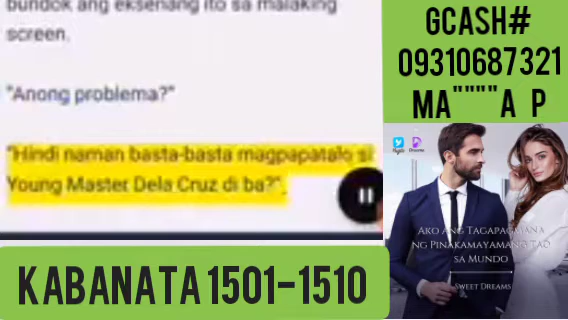 bundok ang eksenang ito sa malaking
screen.
"Anong problema?"
"Hindi naman basta-basta magpapatalo si
Young Master Dela Cruz di ba?".
KABANATA 1501-1510
GCASH#
09310687321
MA""""A P
Dreams
AKO ANG TAGAPAGMANA
NG PINAKAMAYAMANG TAO
SA MUNDO
SWEET DREAMS